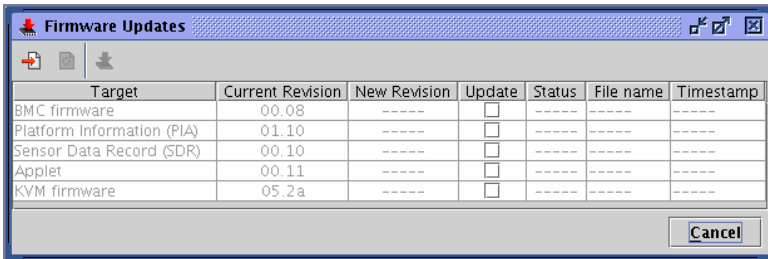 Firmware Updates
Target Current Revision New Revision Update Status File name Timestamp
BMC firmware 00.08 ----- ----- ----- -----
Platform Information (PIA) 01.10 ----- ----- ----- -----
Sensor Data Record (SDR) 00.10 ----- ----- ----- -----
Applet 00.11 ----- ----- ----- -----
KVM firmware 05.2a ----- ----- ----- -----
Cancel